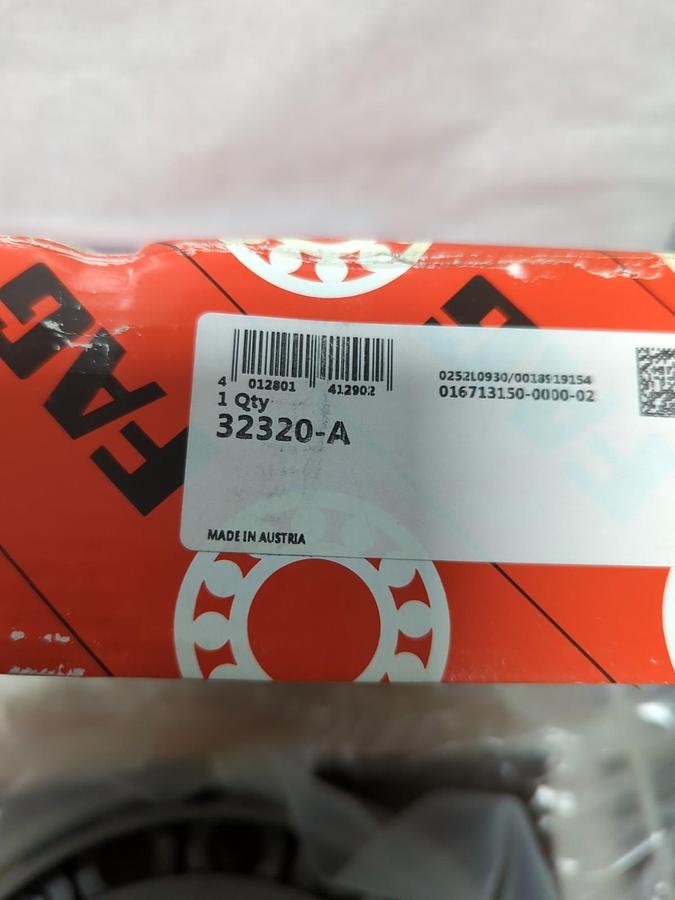 FAG
4 012801 412902
1 Qty
32320-A
0252L0930/0018919154
016713150-0000-02
MADE IN AUSTRIA